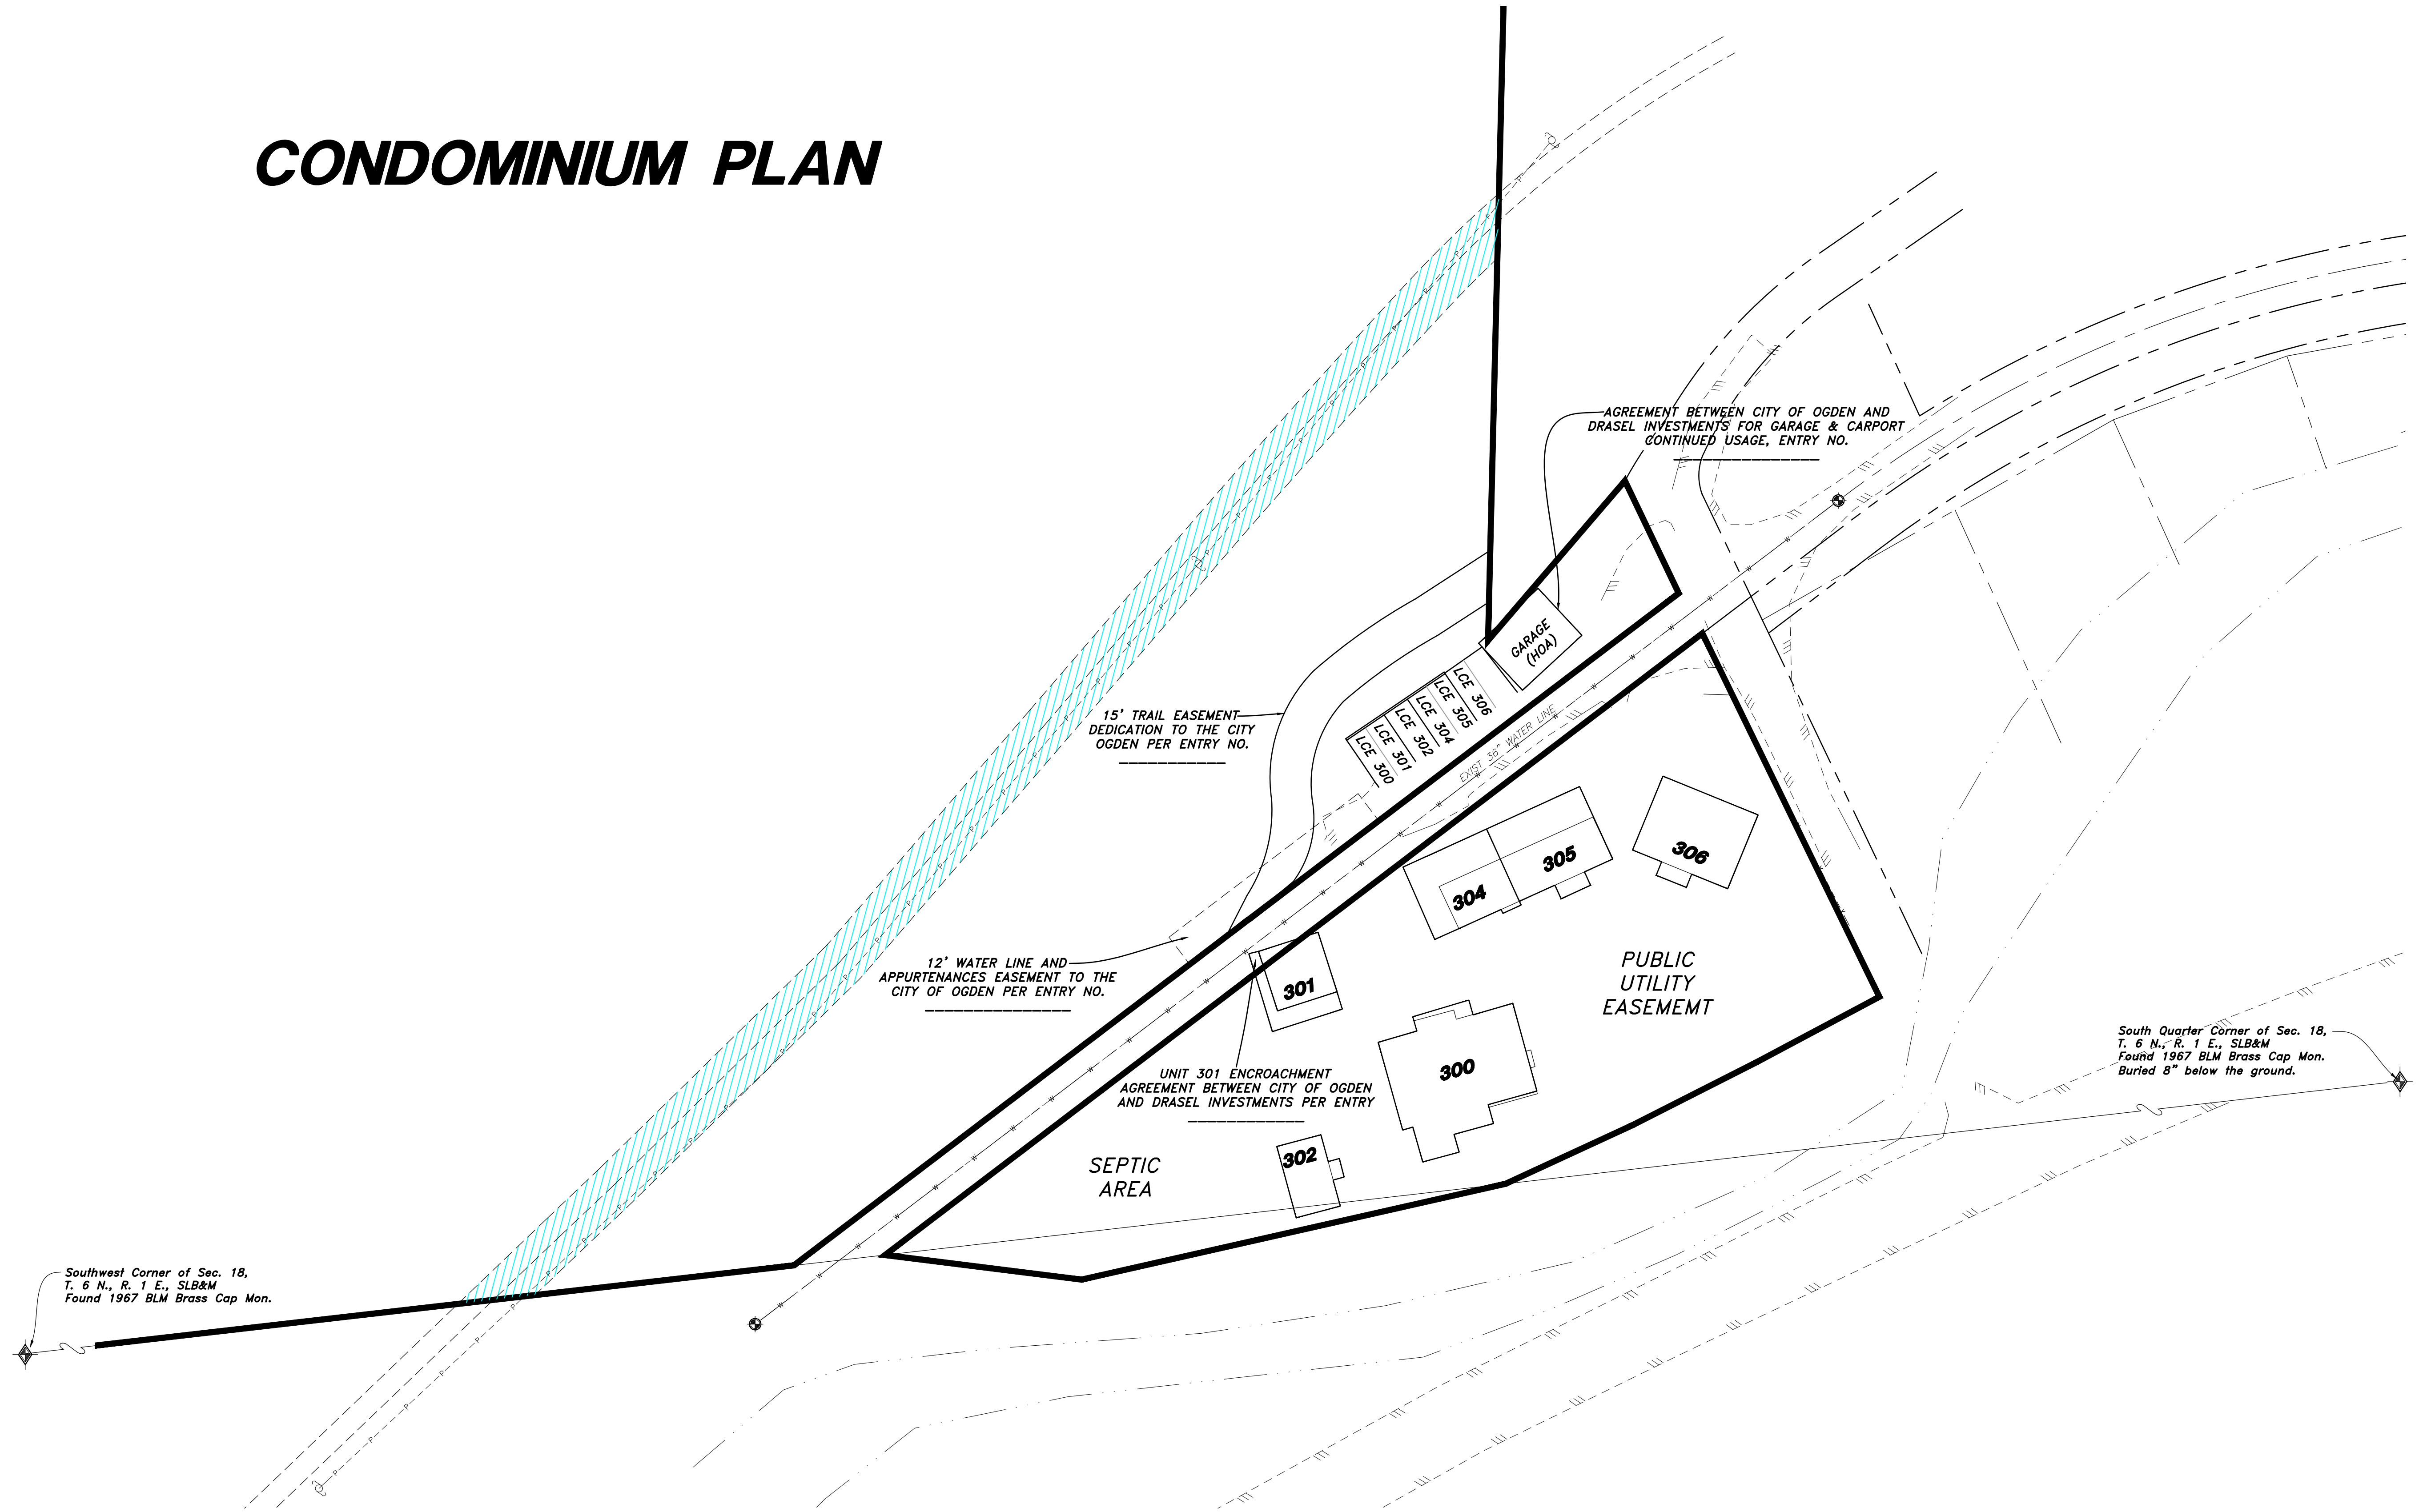 CONDOMINIUM PLAN
AGREEMENT BETWEEN CITY OF OGDEN AND
DRASEL INVESTMENTS FOR GARAGE & CARPORT
CONTINUED USAGE, ENTRY NO.
_______________
GARAGE
(HOA)
LCE 306
LCE 305
LCE 304
LCE 302
LCE 301
LCE 300
15' TRAIL EASEMENT
DEDICATION TO THE CITY
OGDEN PER ENTRY NO.
___________
EXIST 36" WATER LINE
305
304
306
12' WATER LINE AND
APPURTENANCES EASEMENT TO THE
CITY OF OGDEN PER ENTRY NO.
_______________
301
PUBLIC
UTILITY
EASEMEMT
UNIT 301 ENCROACHMENT
AGREEMENT BETWEEN CITY OF OGDEN
AND DRASEL INVESTMENTS PER ENTRY
____________
300
302
SEPTIC
AREA
South Quarter Corner of Sec. 18,
T. 6 N., R. 1 E., SLB&M
Found 1967 BLM Brass Cap Mon.
Buried 8" below the ground.
Southwest Corner of Sec. 18,
T. 6 N., R. 1 E., SLB&M
Found 1967 BLM Brass Cap Mon.